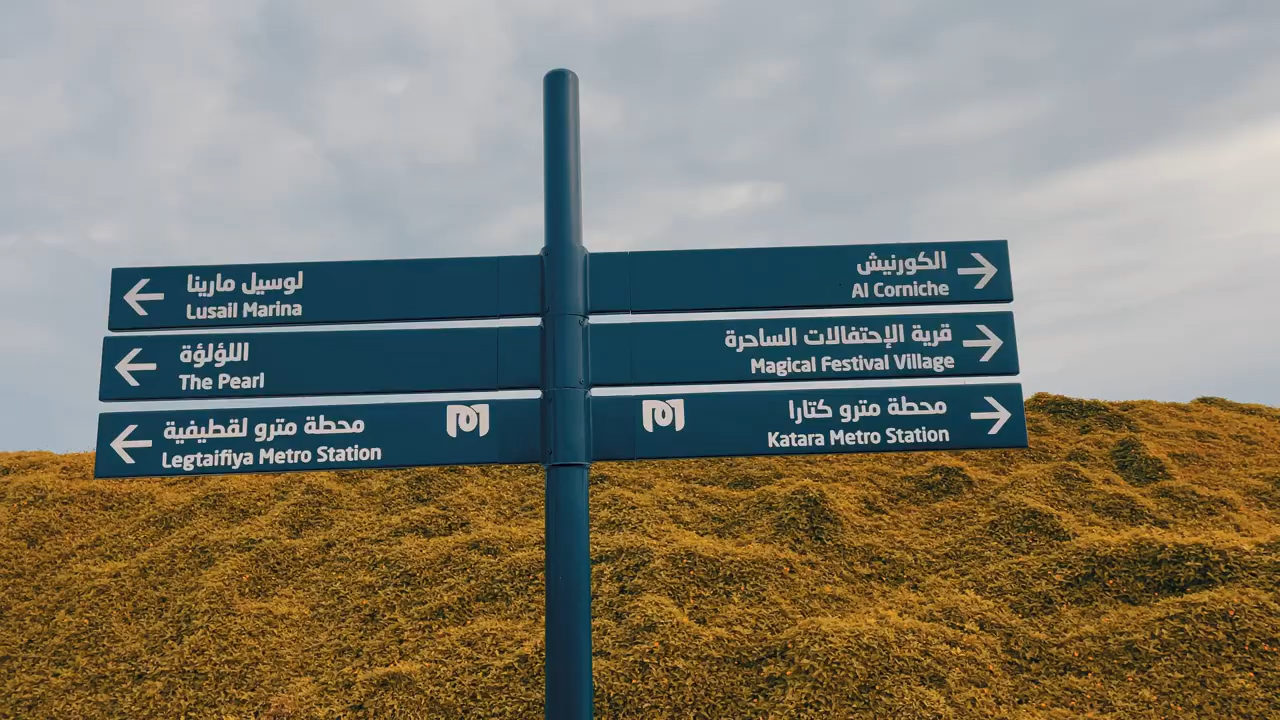 لوسيل مارينا
Lusail Marina
الكورنيش
Al Corniche
اللؤلؤة
The Pearl
قرية الإحتفالات الساحرة
Magical Festival Village
محطة مترو لقطيفية
Legtaifiya Metro Station
محطة مترو كتارا
Katara Metro Station